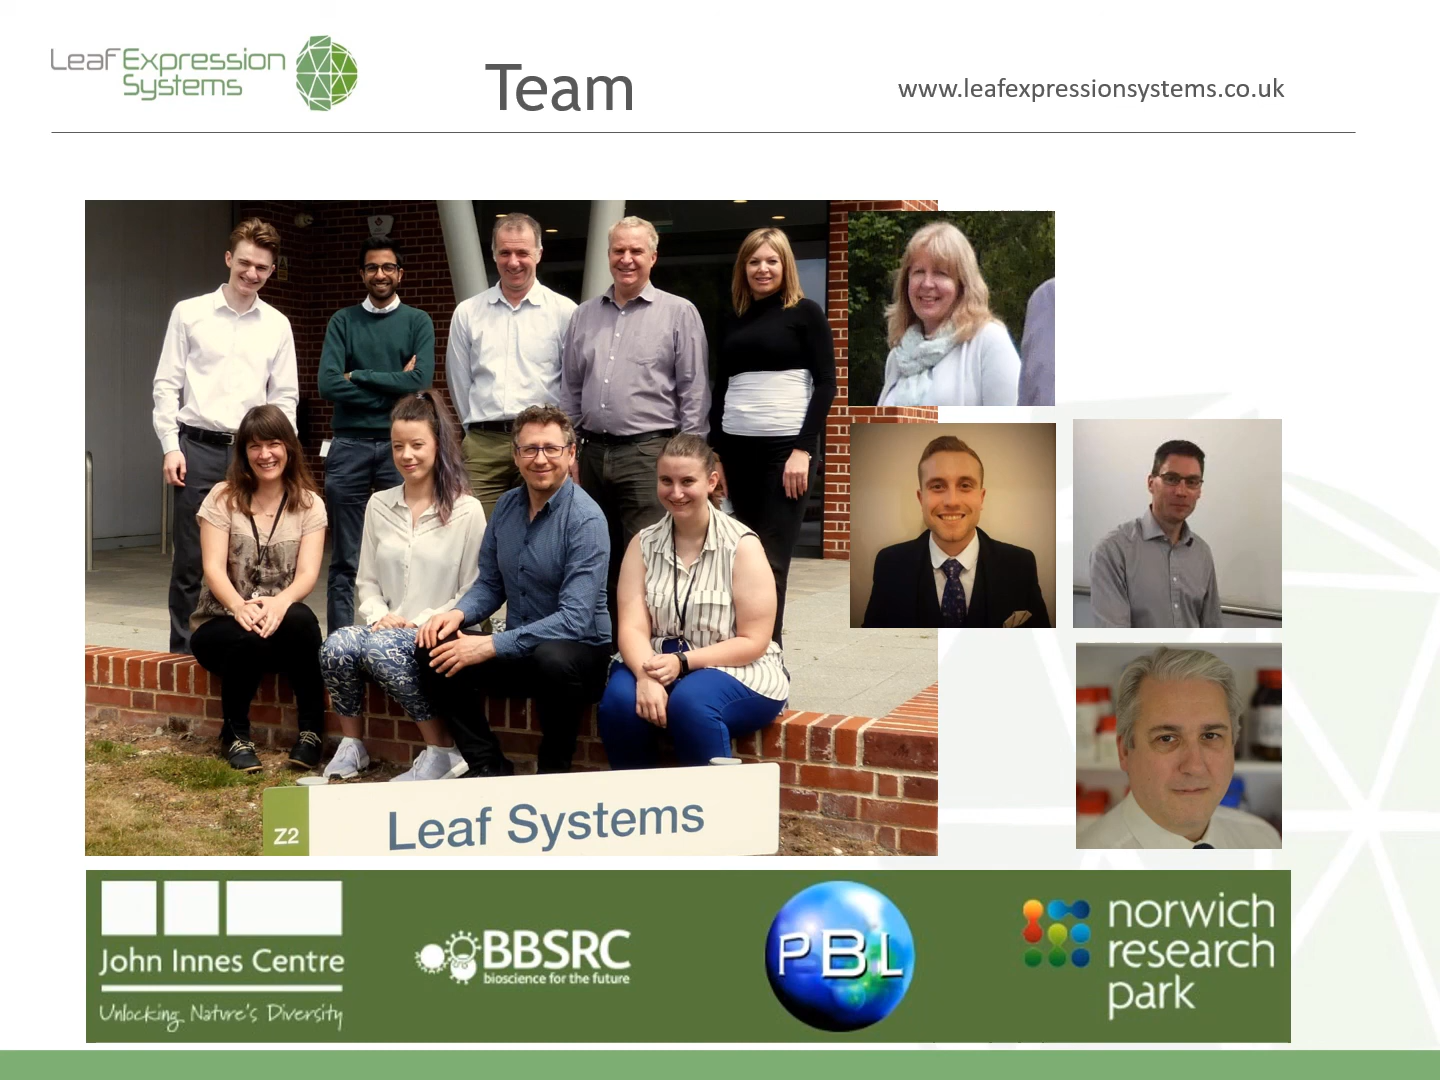 Leaf Expression
Systems
Team
www.leafexpressionsystems.co.uk
Z2
Leaf Systems
John Innes Centre
Unlocking Nature's Diversity
BBSRC
bioscience for the future
PBL
norwich
research
park